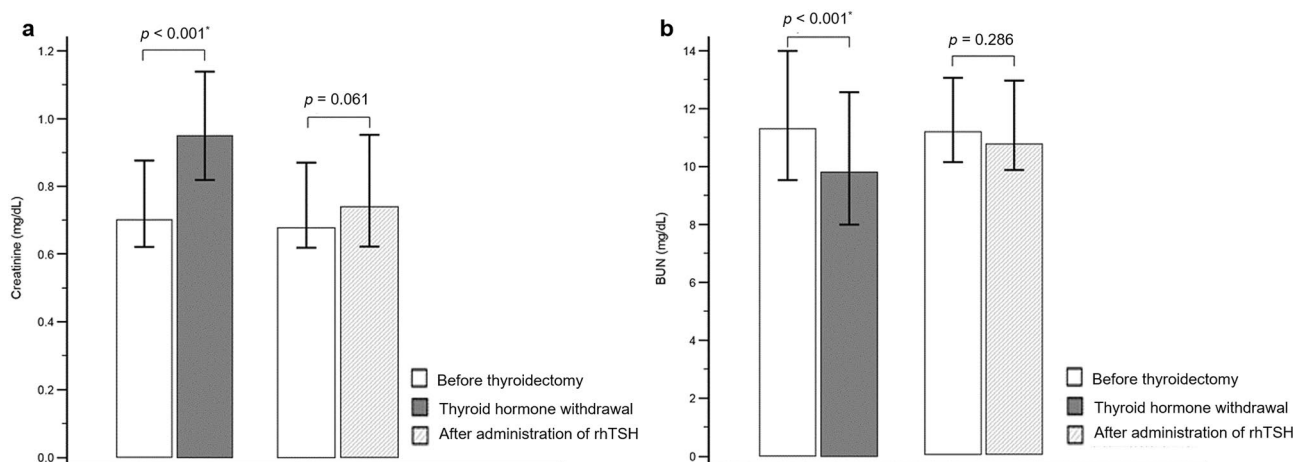 a
p < 0.001*
p = 0.061
1.2
1.0
0.8
0.6
0.4
0.2
0.0
Creatinine (mg/dL)
Before thyroidectomy
Thyroid hormone withdrawal
After administration of rhTSH
b
p < 0.001*
p = 0.286
14
12
10
8
6
4
2
0
BUN (mg/dL)
Before thyroidectomy
Thyroid hormone withdrawal
After administration of rhTSH